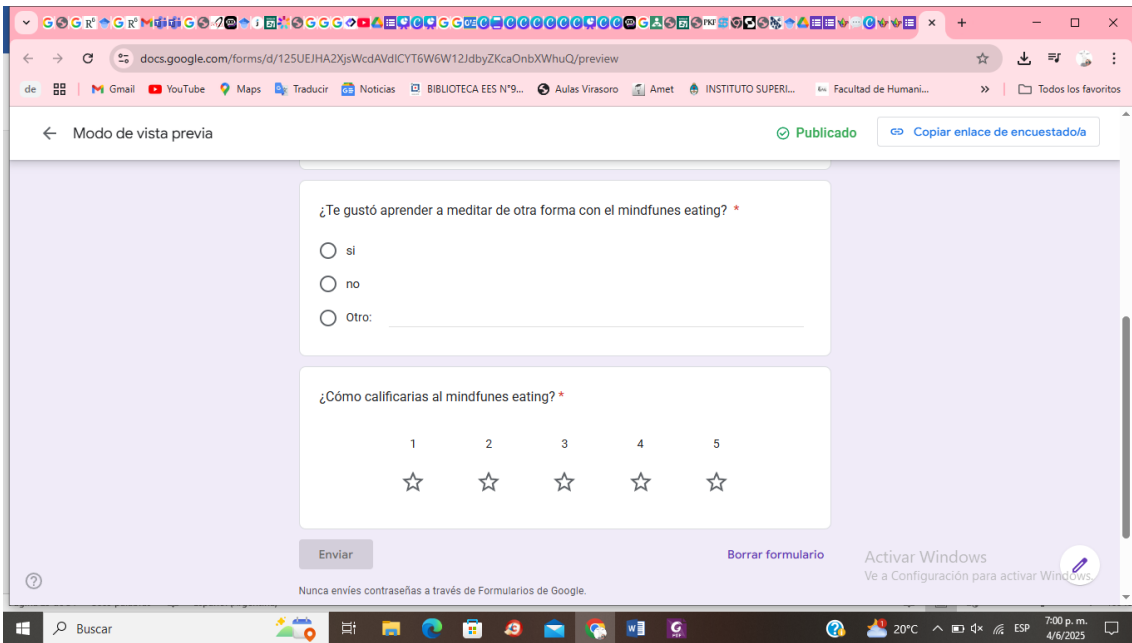 docs.google.com/forms/d/125UEJHA2XjsWcdAVdlCYT6W6W12JdbyZKcaOnbXWhuQ/preview
de Gmail YouTube Maps Traducir Noticias BIBLIOTECA EES N°9... Aulas Virasoro Amet INSTITUTO SUPERI... Facultad de Humani... » Todos los favoritos
Modo de vista previa
Publicado
Copiar enlace de encuestado/a
¿Te gustó aprender a meditar de otra forma con el mindfunes eating? *
si
no
Otro:
¿Cómo calificarias al mindfunes eating? *
1 2 3 4 5
Enviar
Borrar formulario
Nunca envíes contraseñas a través de Formularios de Google.
Activar Windows
Ve a Configuración para activar Windows.
Buscar
20°C
ESP
7:00 p. m.
4/6/2025